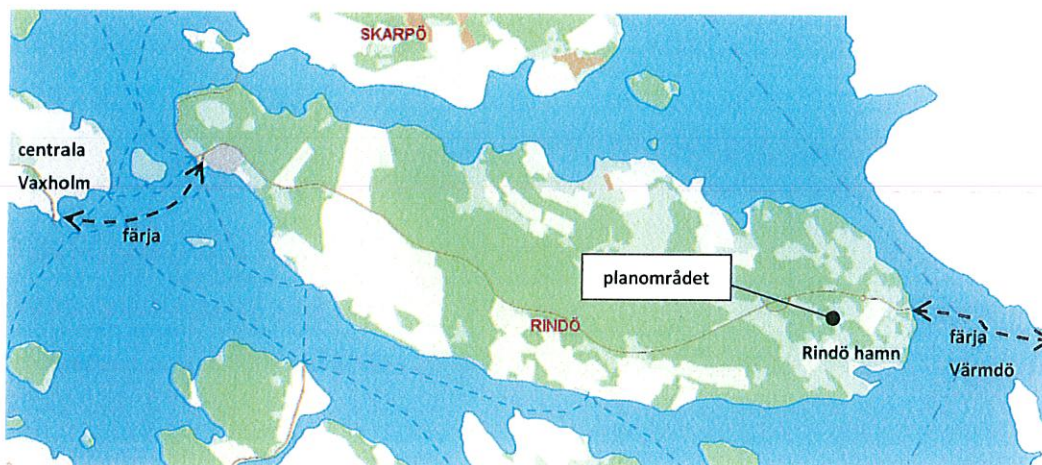 SKARPÖ
centrala
Vaxholm
färja
planområdet
RINDÖ
Rindö hamn
färja
Värmdö